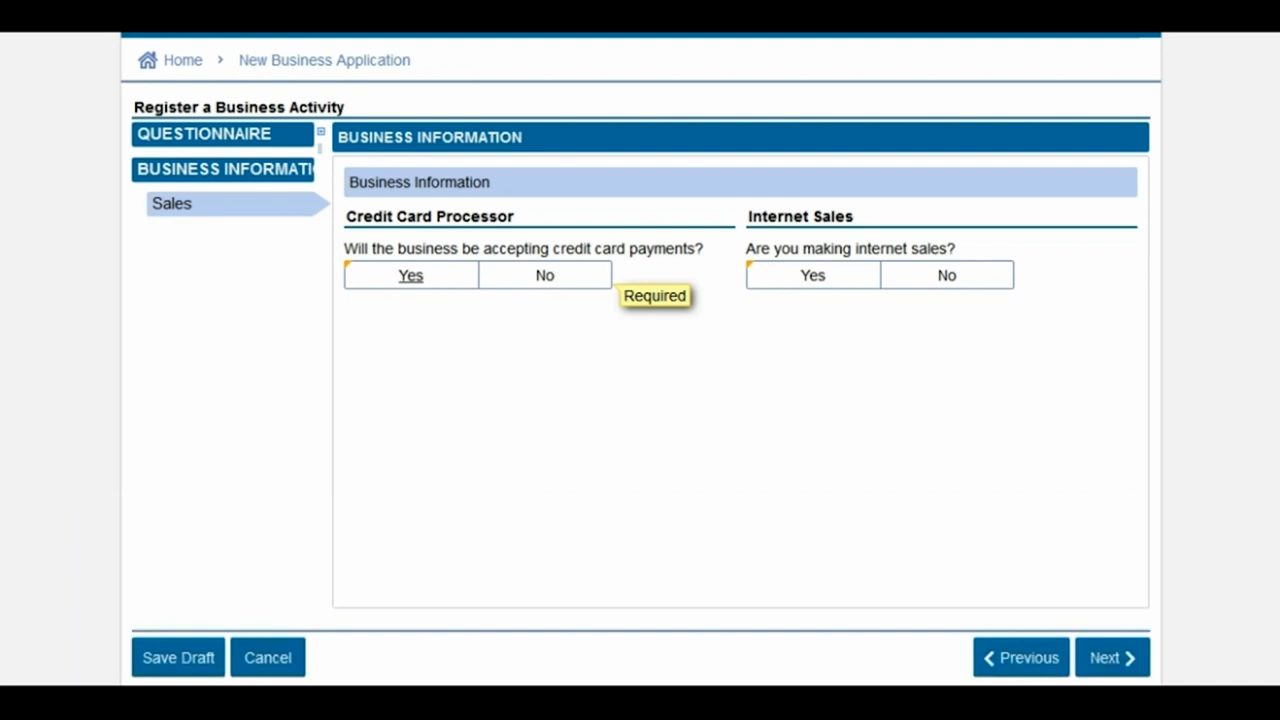 Home > New Business Application
Register a Business Activity
QUESTIONNAIRE
BUSINESS INFORMATI
Sales
BUSINESS INFORMATION
Business Information
Credit Card Processor
Will the business be accepting credit card payments?
Yes No
Required
Internet Sales
Are you making internet sales?
Yes No
Save Draft Cancel Previous Next